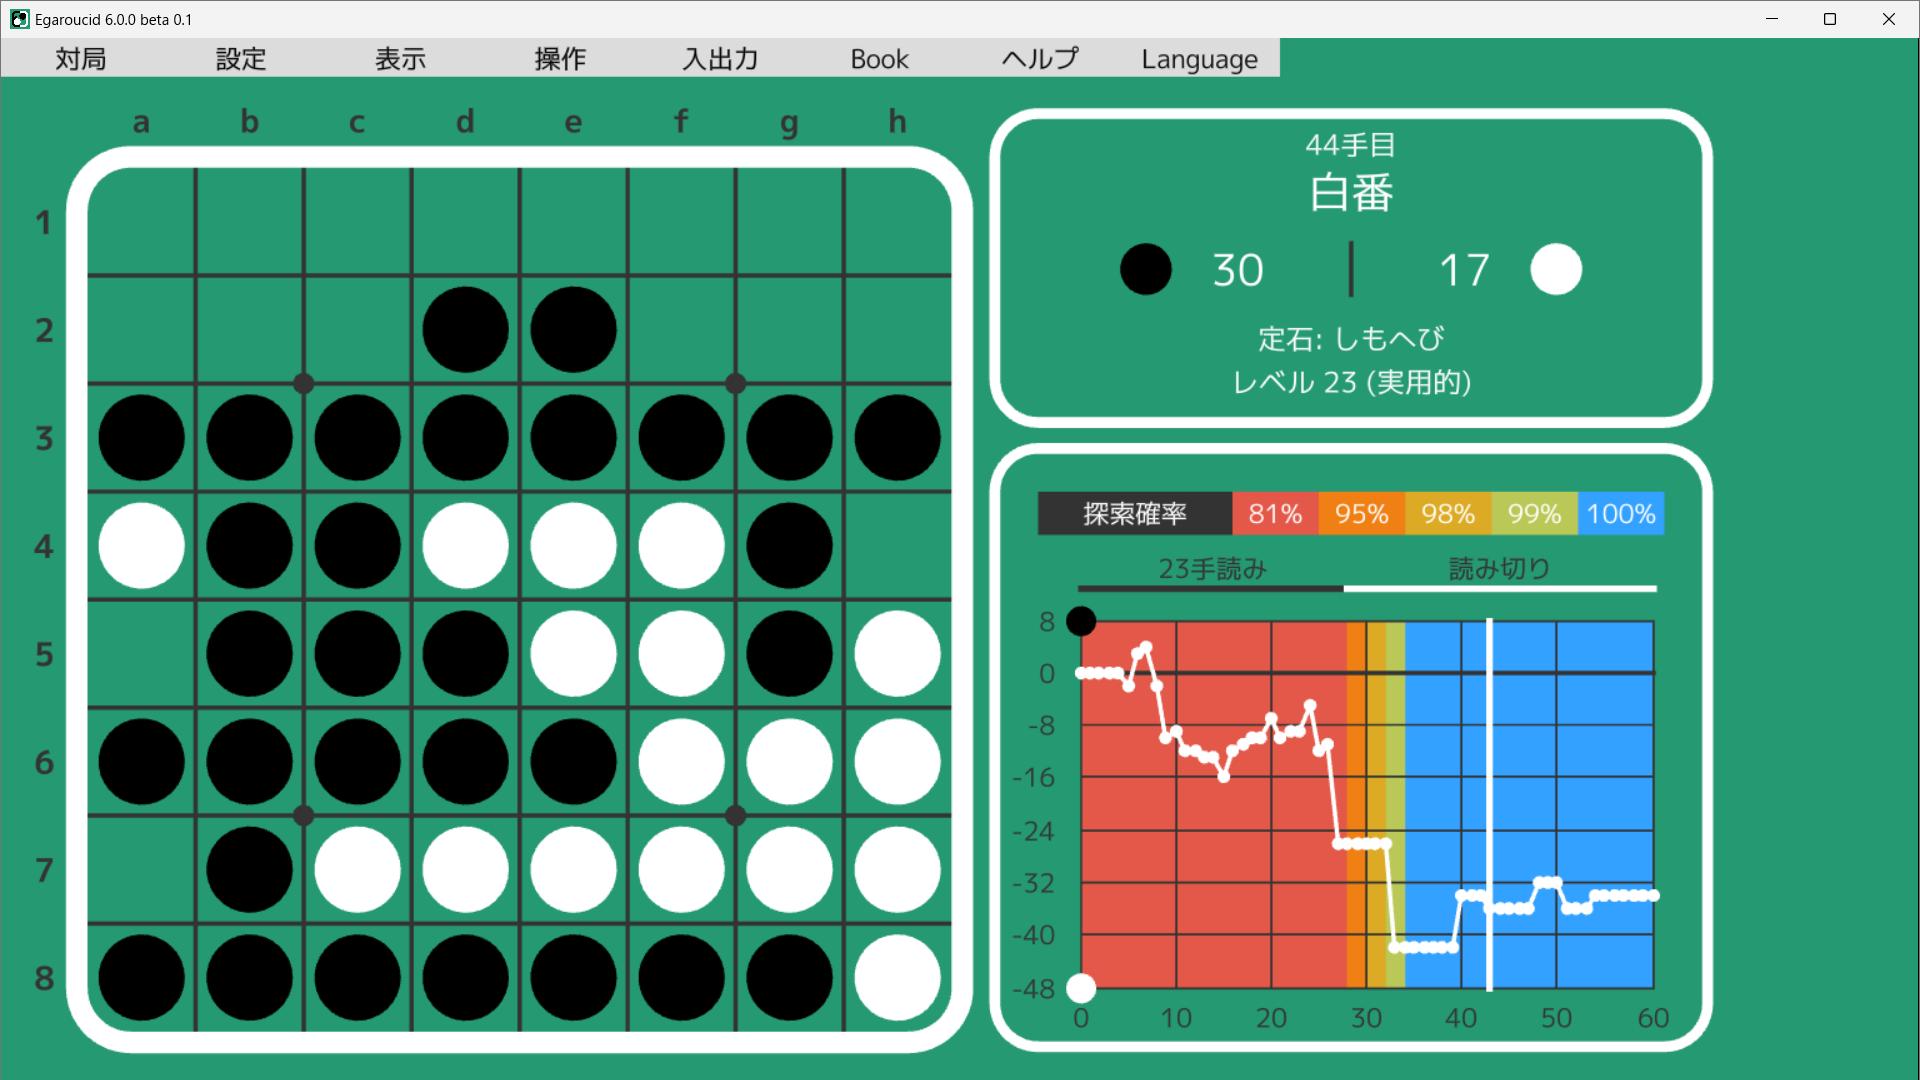 Egaroucid 6.0.0 beta 0.1
対局 設定 表示 操作 入出力 Book ヘルプ Language
a b c d e f g h
1
2
3
4
5
6
7
8
44手目
白番
30 17
定石: しもへび
レベル 23 (実用的)
探索確率 81% 95% 98% 99% 100%
23手読み 読み切り
8
0
-8
-16
-24
-32
-40
-48
0 10 20 30 40 50 60